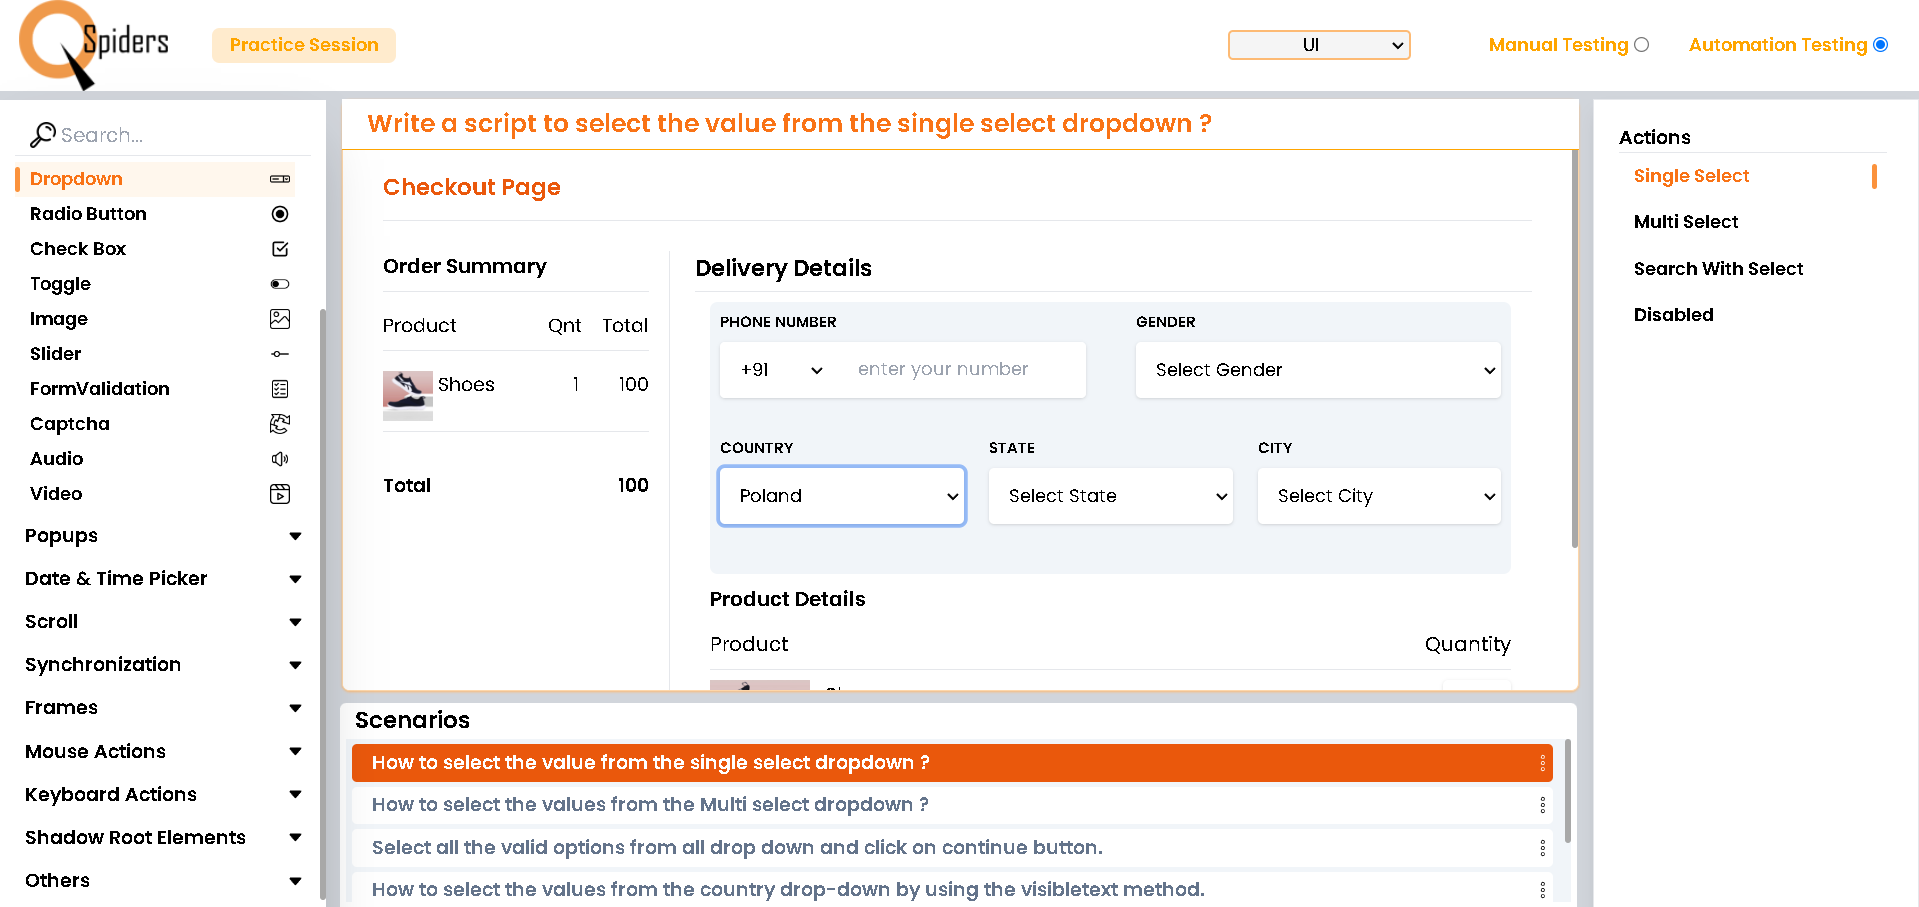 Spiders
Practice Session
UI
Manual Testing
Automation Testing
Search...
Dropdown
Radio Button
Check Box
Toggle
Image
Slider
FormValidation
Captcha
Audio
Video
Popups
Date & Time Picker
Scroll
Synchronization
Frames
Mouse Actions
Keyboard Actions
Shadow Root Elements
Others
Write a script to select the value from the single select dropdown ?
Checkout Page
Order Summary
Product Qnt Total
Shoes 1 100
Total 100
Delivery Details
PHONE NUMBER
+91 enter your number
GENDER
Select Gender
COUNTRY
Poland
STATE
Select State
CITY
Select City
Product Details
Product Quantity
Scenarios
How to select the value from the single select dropdown ?
How to select the values from the Multi select dropdown ?
Select all the valid options from all drop down and click on continue button.
How to select the values from the country drop-down by using the visibletext method.
Actions
Single Select
Multi Select
Search With Select
Disabled